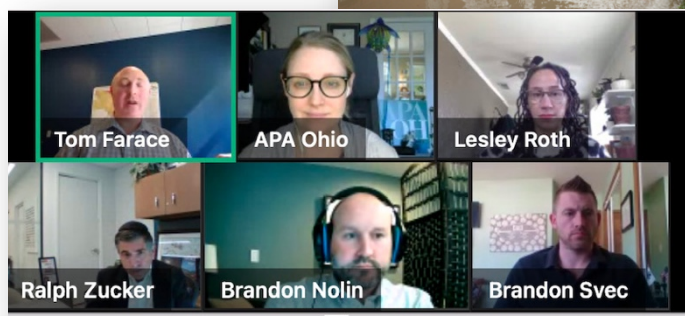 Tom Farace
APA Ohio
Lesley Roth
Ralph Zucker
Brandon Nolin
Brandon Svec